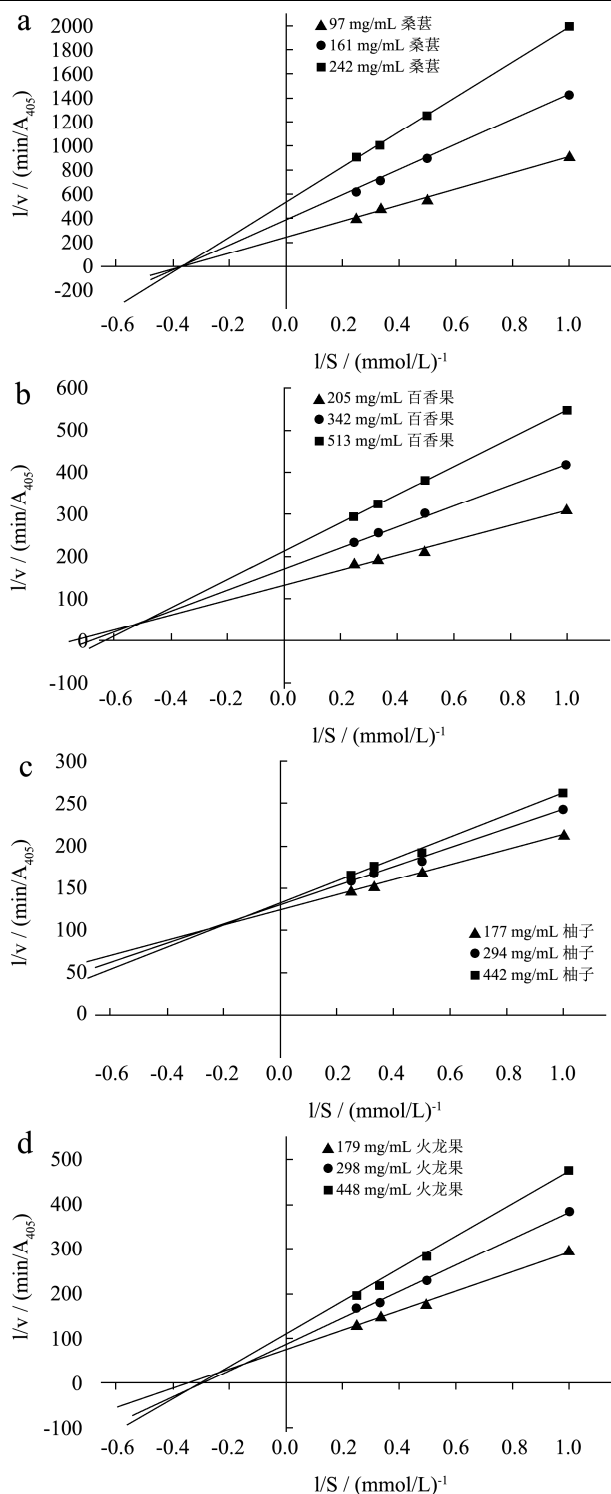 a
▲97 mg/mL 桑葚
●161 mg/mL 桑葚
■242 mg/mL 桑葚
2000
1800
1600
1400
1200
1000
800
600
400
200
0
-200
l/v / (min/A405)
-0.6 -0.4 -0.2 0.0 0.2 0.4 0.6 0.8 1.0
l/S / (mmol/L)-1
b
▲205 mg/mL 百香果
●342 mg/mL 百香果
■513 mg/mL 百香果
600
500
400
300
200
100
0
-100
l/v / (min/A405)
-0.6 -0.4 -0.2 0.0 0.2 0.4 0.6 0.8 1.0
l/S / (mmol/L)-1
c
300
250
200
150
100
50
0
l/v / (min/A405)
▲177 mg/mL 柚子
●294 mg/mL 柚子
■442 mg/mL 柚子
-0.6 -0.4 -0.2 0.0 0.2 0.4 0.6 0.8 1.0
l/S / (mmol/L)-1
d
▲179 mg/mL 火龙果
●298 mg/mL 火龙果
■448 mg/mL 火龙果
500
400
300
200
100
0
-100
l/v / (min/A405)
-0.6 -0.4 -0.2 0.0 0.2 0.4 0.6 0.8 1.0
l/S / (mmol/L)-1